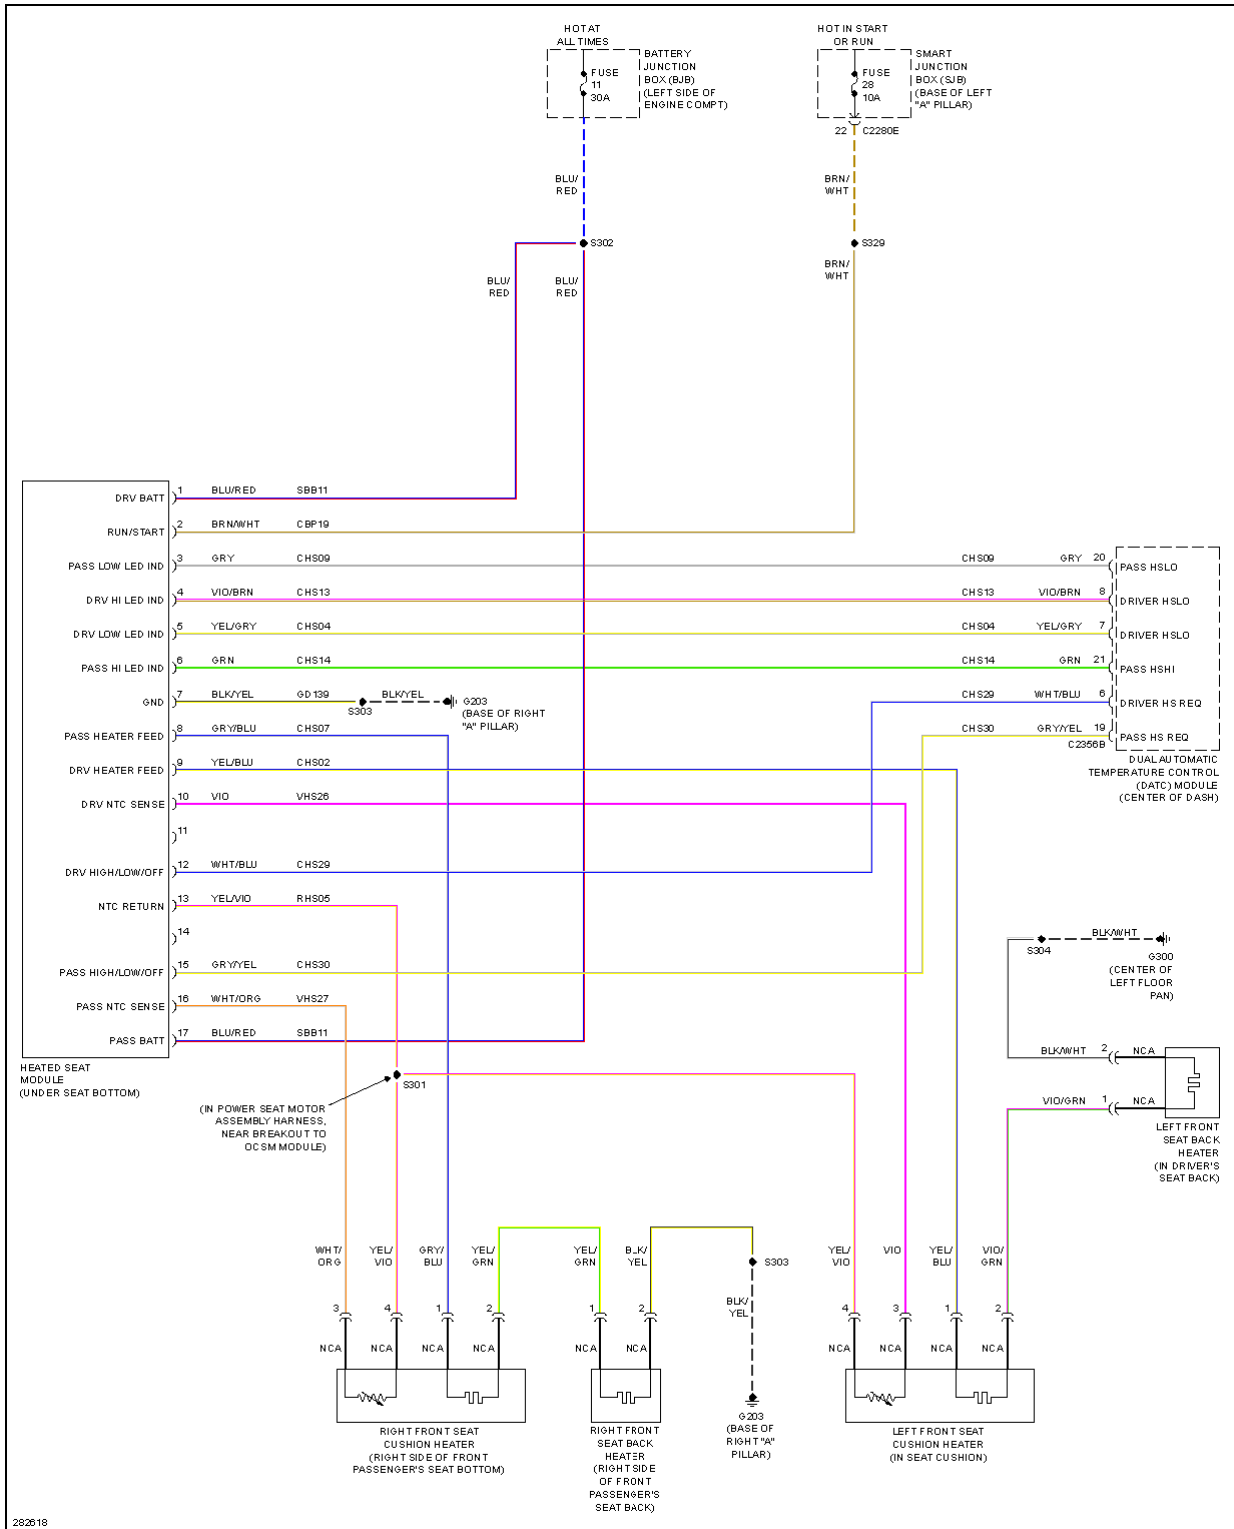 HOT AT
ALL TIMES
BATTERY
JUNCTION
BOX (BJB)
(LEFT SIDE OF
ENGINE COMPT)
FUSE
11
30A
HOT IN START
OR RUN
SMART
JUNCTION
BOX (SJB)
(BASE OF LEFT
"A" PILLAR)
FUSE
28
10A
22 C2280E
BLU/
RED
BRN/
WHT
S302
S329
BLU/
RED
BLU/
RED
BRN/
WHT
DRV BATT 1 BLU/RED SBB11
RUN/START 2 BRN/WHT CBP19
PASS LOW LED IND 3 GRY CHS09
CHS09 GRY 20 PASS HSLO
DRV HI LED IND 4 VIO/BRN CHS13
CHS13 VIO/BRN 8 DRIVER HSLO
DRV LOW LED IND 5 YEL/GRY CHS04
CHS04 YEL/GRY 7 DRIVER HSLO
PASS HI LED IND 6 GRN CHS14
CHS14 GRN 21 PASS HSHI
GND 7 BLK/YEL GD139
S303
BLK/YEL
G203
(BASE OF RIGHT
"A" PILLAR)
CHS29 WHT/BLU 6 DRIVER HS REQ
PASS HEATER FEED 8 GRY/BLU CHS07
CHS30 GRY/YEL 19 PASS HS REQ
C2356B
DUAL AUTOMATIC
TEMPERATURE CONTROL
(DATC) MODULE
(CENTER OF DASH)
DRV HEATER FEED 9 YEL/BLU CHS02
DRV NTC SENSE 10 VIO VHS26
11
DRV HIGH/LOW/OFF 12 WHT/BLU CHS29
NTC RETURN 13 YEL/VIO RHS05
14
PASS HIGH/LOW/OFF 15 GRY/YEL CHS30
PASS NTC SENSE 16 WHT/ORG VHS27
PASS BATT 17 BLU/RED SBB11
HEATED SEAT
MODULE
(UNDER SEAT BOTTOM)
S301
(IN POWER SEAT MOTOR
ASSEMBLY HARNESS,
NEAR BREAKOUT TO
OCSM MODULE)
S304
BLK/WHT
G300
(CENTER OF
LEFT FLOOR
PAN)
BLK/WHT 2 NCA
VIO/GRN 1 NCA
LEFT FRONT
SEAT BACK
HEATER
(IN DRIVER'S
SEAT BACK)
WHT/
ORG
YEL/
VIO
GRY/
BLU
YEL/
GRN
YEL/
GRN
BLK/
YEL
S303
BLK/
YEL
YEL/
VIO
VIO
YEL/
BLU
VIO/
GRN
3 4 1 2 1 2 4 3 1 2
NCA NCA NCA NCA NCA NCA NCA NCA NCA NCA
RIGHT FRONT SEAT
CUSHION HEATER
(RIGHT SIDE OF FRONT
PASSENGER'S SEAT BOTTOM)
RIGHT FRONT
SEAT BACK
HEATER
(RIGHT SIDE
OF FRONT
PASSENGER'S
SEAT BACK)
G203
(BASE OF
RIGHT "A"
PILLAR)
LEFT FRONT SEAT
CUSHION HEATER
(IN SEAT CUSHION)
282618